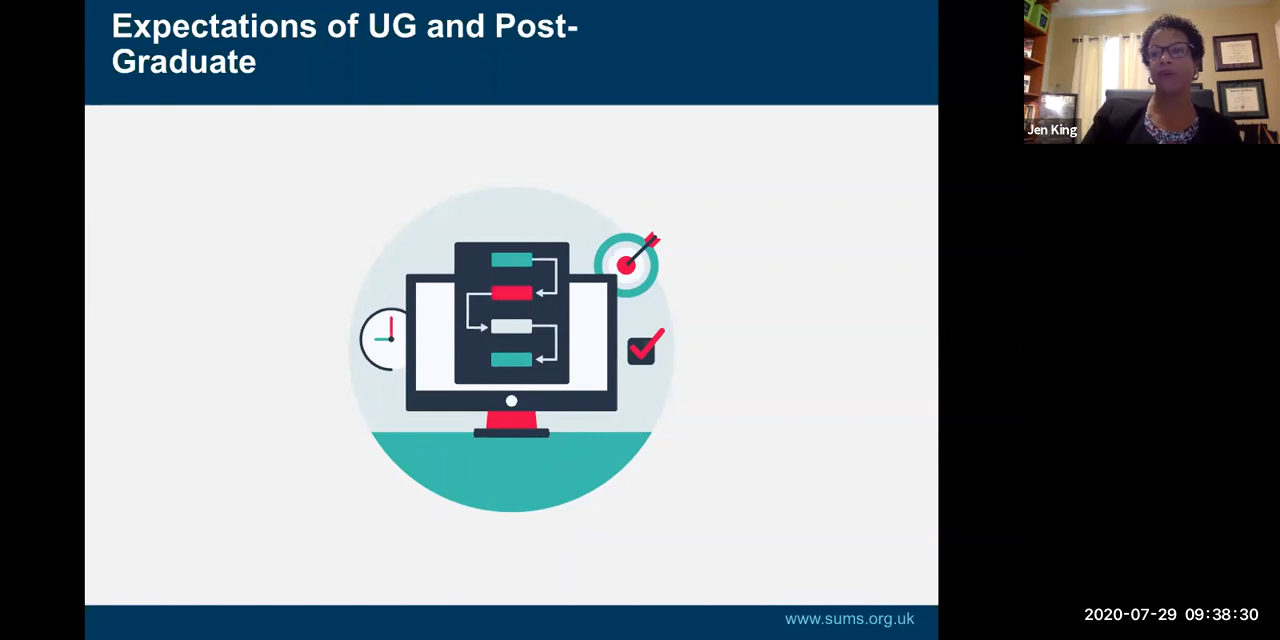 Expectations of UG and Post-
Graduate
Jen King
www.sums.org.uk
2020-07-29 09:38:30